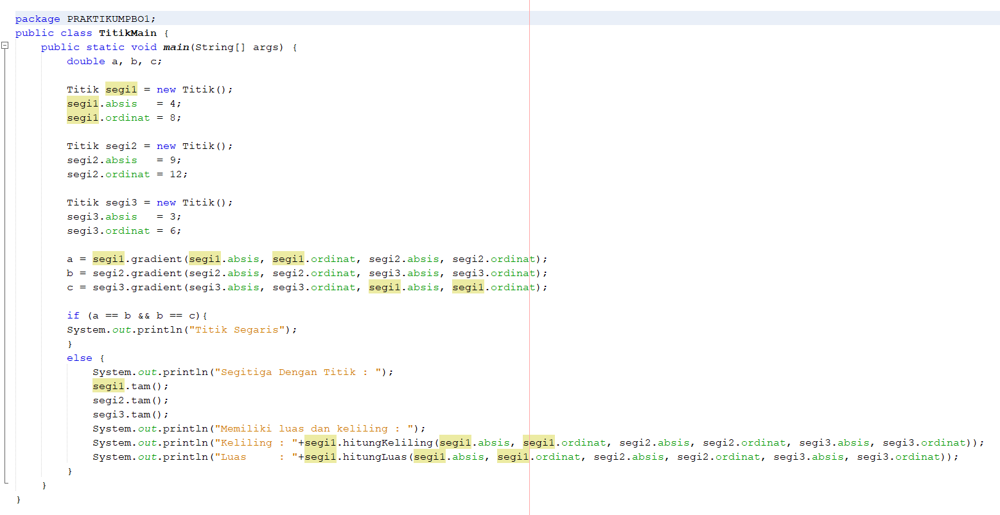 package PRAKTIKUMPBO1;
public class TitikMain {
    public static void main(String[] args) {
        double a, b, c;

        Titik segi1 = new Titik();
        segi1.absis   = 4;
        segi1.ordinat = 8;

        Titik segi2 = new Titik();
        segi2.absis   = 9;
        segi2.ordinat = 12;

        Titik segi3 = new Titik();
        segi3.absis   = 3;
        segi3.ordinat = 6;

        a = segi1.gradient(segi1.absis, segi1.ordinat, segi2.absis, segi2.ordinat);
        b = segi2.gradient(segi2.absis, segi2.ordinat, segi3.absis, segi3.ordinat);
        c = segi3.gradient(segi3.absis, segi3.ordinat, segi1.absis, segi1.ordinat);

        if (a == b && b == c){
        System.out.println("Titik Segaris");
        }
        else {
            System.out.println("Segitiga Dengan Titik : ");
            segi1.tam();
            segi2.tam();
            segi3.tam();
            System.out.println("Memiliki luas dan keliling : ");
            System.out.println("Keliling : "+segi1.hitungKeliling(segi1.absis, segi1.ordinat, segi2.absis, segi2.ordinat, segi3.absis, segi3.ordinat));
            System.out.println("Luas     : "+segi1.hitungLuas(segi1.absis, segi1.ordinat, segi2.absis, segi2.ordinat, segi3.absis, segi3.ordinat));
        }
    }
}